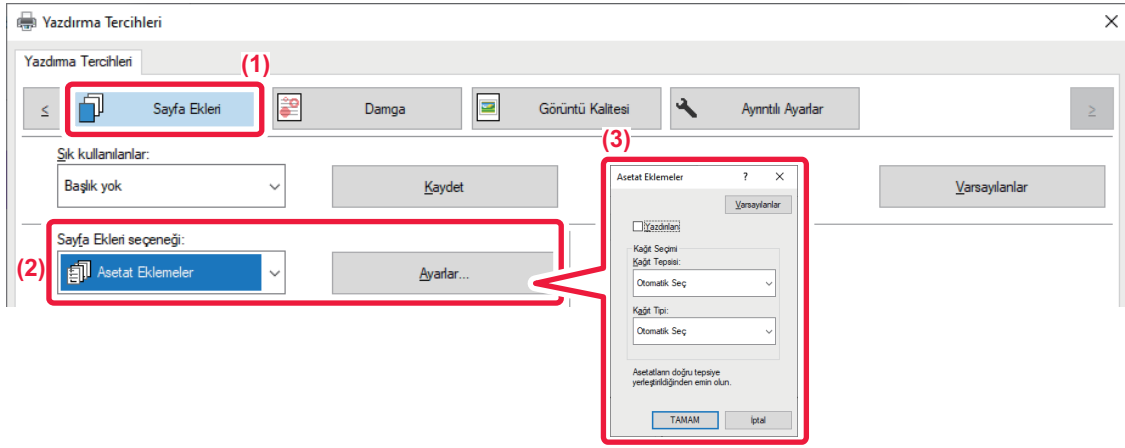 Yazdırma Tercihleri
Yazdırma Tercihleri
(1)
< Sayfa Ekleri Damga Görüntü Kalitesi Ayrıntılı Ayarlar >
Sık kullanılanlar:
Başlık yok Kaydet Varsayılanlar
(2)
Sayfa Ekleri seçeneği:
Asetat Eklemeler Ayarlar...
(3)
Asetat Eklemeler ?
Varsayılanlar
Yazdırılan
Kağıt Seçimi
Kağıt Tepsisi:
Otomatik Seç
Kağıt Tipi:
Otomatik Seç
Asetatların doğru tepsiye
yerleştirildiğinden emin olun.
TAMAM İptal